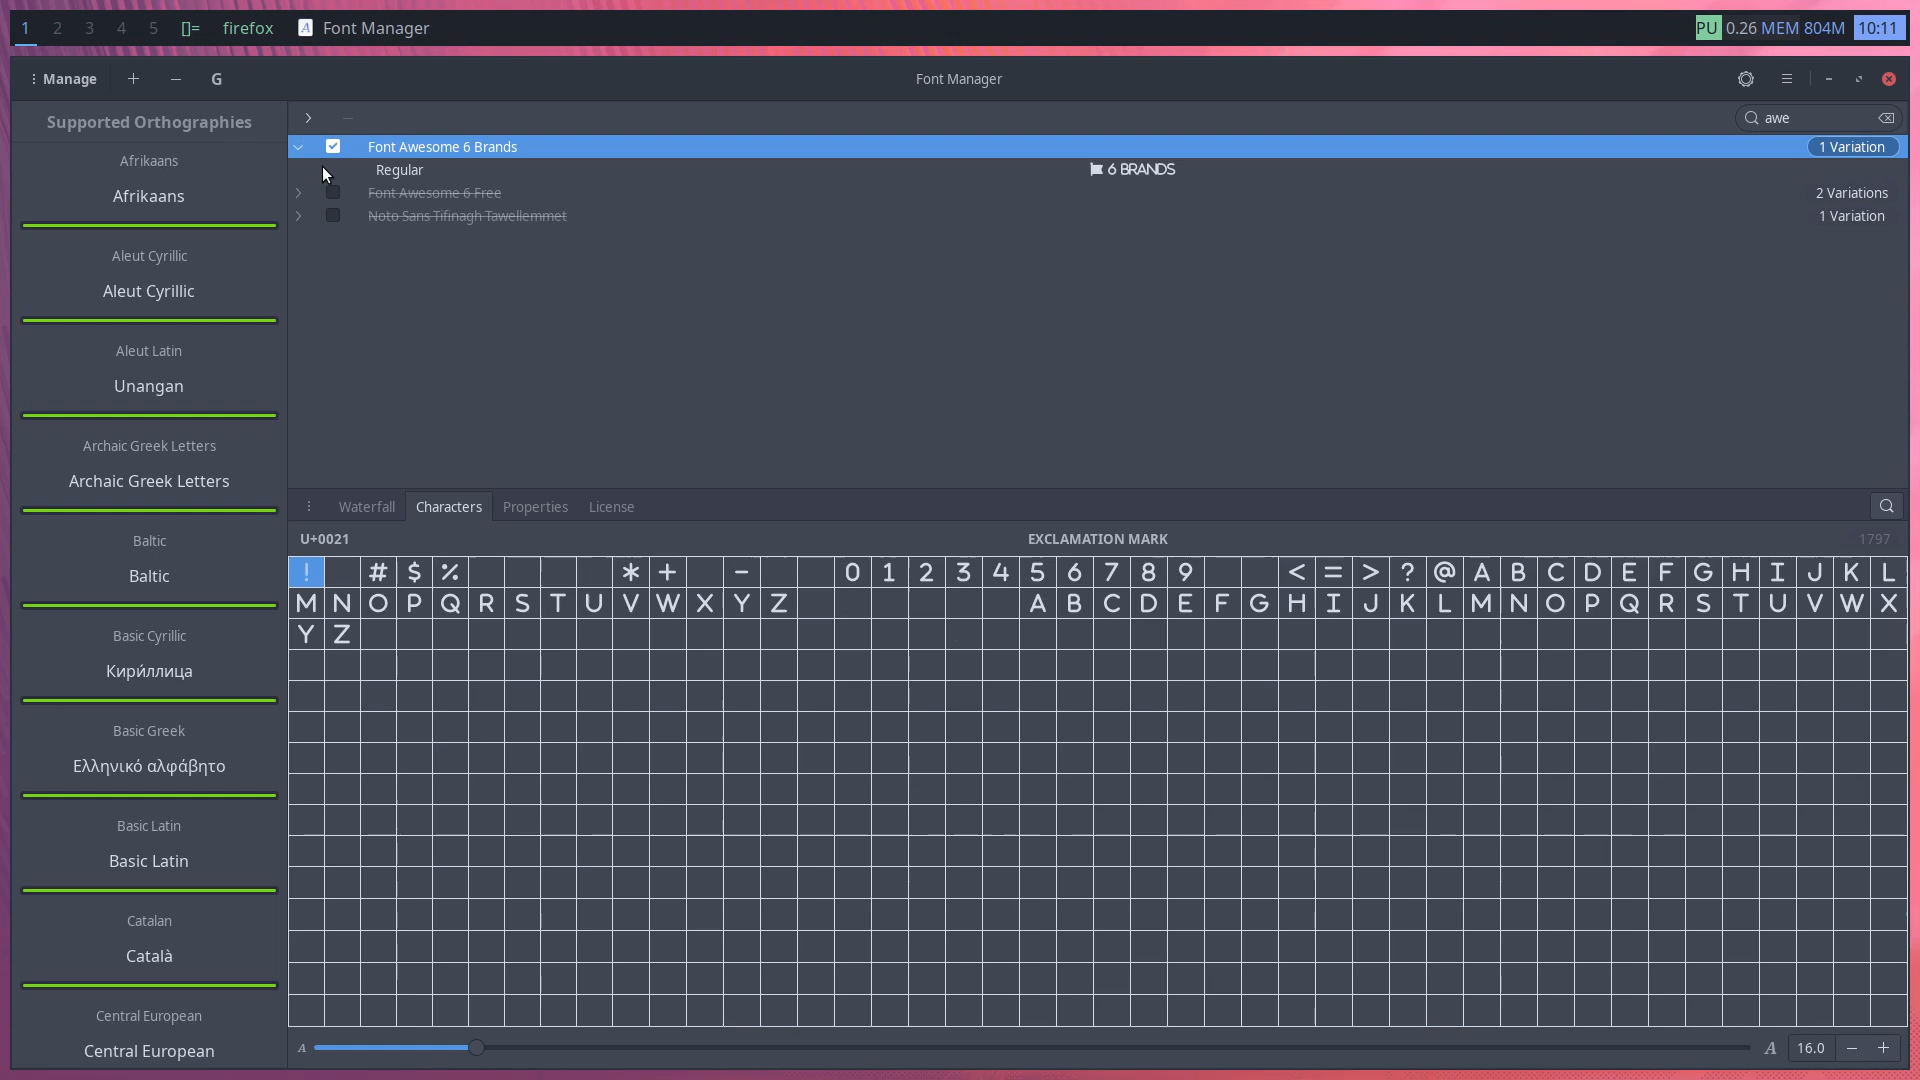 1 2 3 4 5 []= firefox Font Manager PU 0.26 MEM 804M 10:11
Manage + − G Font Manager
Supported Orthographies
Afrikaans
Afrikaans
Aleut Cyrillic
Aleut Cyrillic
Aleut Latin
Unangan
Archaic Greek Letters
Archaic Greek Letters
Baltic
Baltic
Basic Cyrillic
Кири́ллица
Basic Greek
Ελληνικό αλφάβητο
Basic Latin
Basic Latin
Catalan
Català
Central European
Central European
awe
Font Awesome 6 Brands 1 Variation
Regular 6 BRANDS
Font Awesome 6 Free 2 Variations
Noto Sans Tifinagh Tawellemmet 1 Variation
Waterfall Characters Properties License
U+0021 EXCLAMATION MARK 1797
! # $ % * + - 0 1 2 3 4 5 6 7 8 9 < = > ? @ A B C D E F G H I J K L
M N O P Q R S T U V W X Y Z A B C D E F G H I J K L M N O P Q R S T U V W X
Y Z
A A 16.0 − +